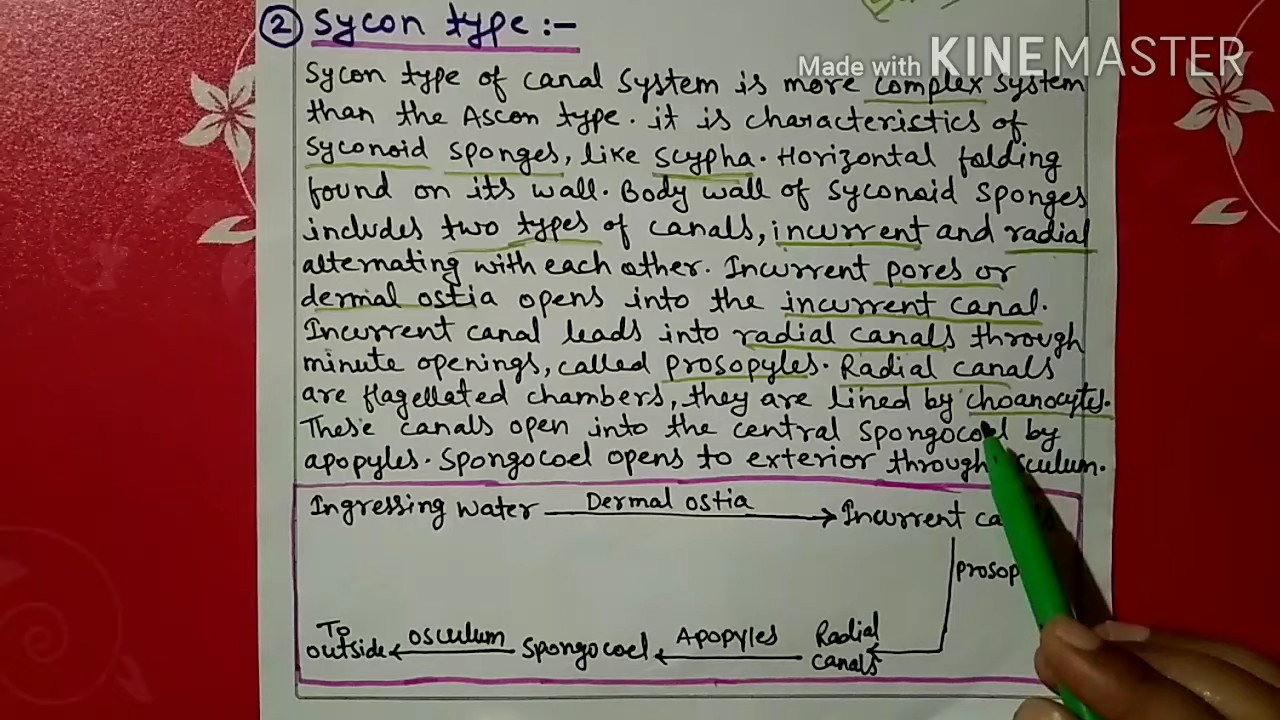 Made with KINEMASTER
② Sycon type :-
Sycon type of canal system is more complex system
than the Ascon type. it is characteristics of
syconoid sponges, like scypha. Horizontal folding
found on its wall. Body wall of syconoid sponges
includes two types of canals, incurrent and radial
alternating with each other. Incurrent pores or
dermal ostia opens into the incurrent canal.
Incurrent canal leads into radial canals through
minute openings, called prosopyles. Radial canals
are flagellated chambers, they are lined by choanocytes.
These canals open into the central spongocoel by
apopyles. Spongocoel opens to exterior through sculum.
Ingressing water Dermal ostia Incurrent
prosop
To outside osculum Spongocoel Apopyles Radial canals